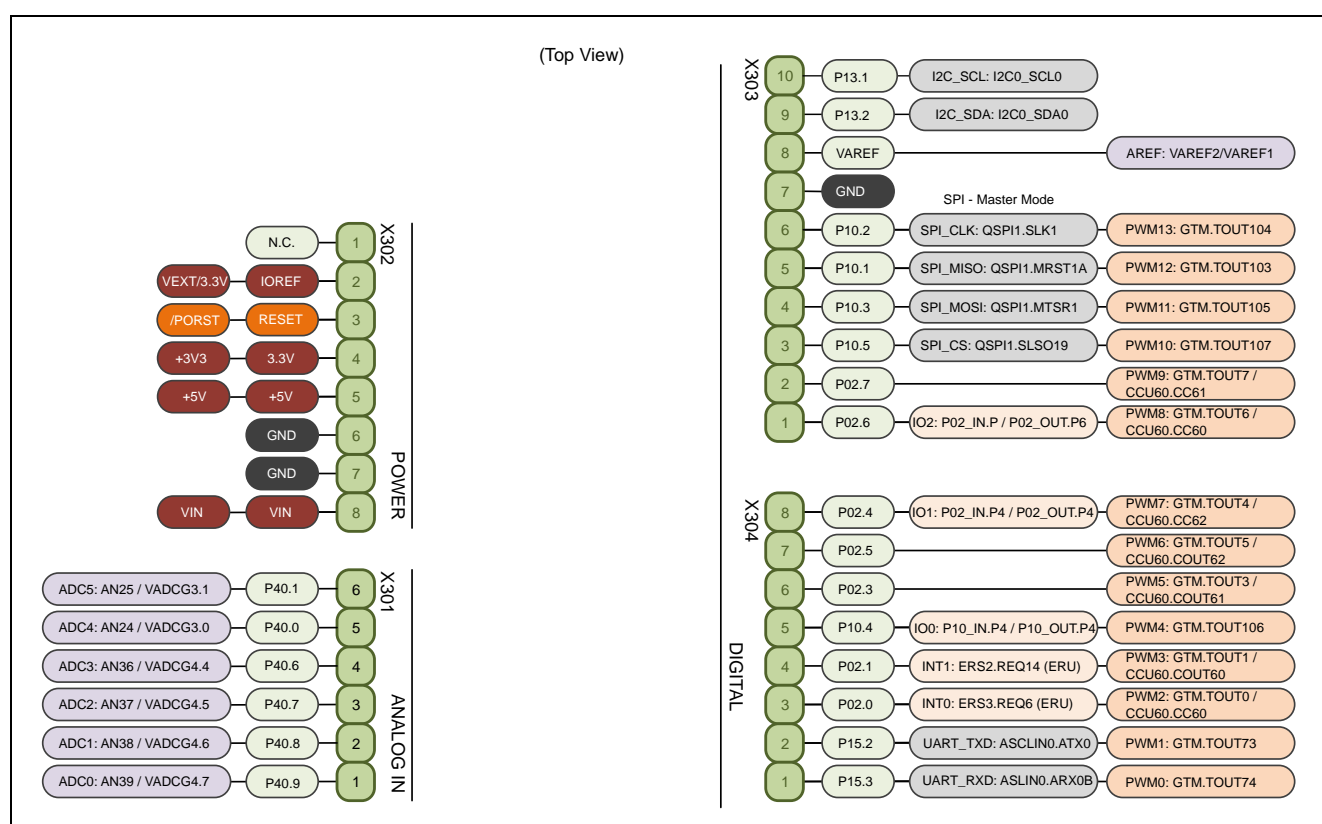 (Top View)
X302
N.C.
1
VEXT/3.3V
IOREF
2
/PORST
RESET
3
+3V3
3.3V
4
+5V
+5V
5
GND
6
GND
7
VIN
VIN
8
POWER
X301
ADC5: AN25 / VADCG3.1
P40.1
6
ADC4: AN24 / VADCG3.0
P40.0
5
ADC3: AN36 / VADCG4.4
P40.6
4
ADC2: AN37 / VADCG4.5
P40.7
3
ADC1: AN38 / VADCG4.6
P40.8
2
ADC0: AN39 / VADCG4.7
P40.9
1
ANALOG IN
X303
10
P13.1
I2C_SCL: I2C0_SCL0
9
P13.2
I2C_SDA: I2C0_SDA0
8
VAREF
AREF: VAREF2/VAREF1
7
GND
SPI - Master Mode
6
P10.2
SPI_CLK: QSPI1.SLK1
PWM13: GTM.TOUT104
5
P10.1
SPI_MISO: QSPI1.MRST1A
PWM12: GTM.TOUT103
4
P10.3
SPI_MOSI: QSPI1.MTSR1
PWM11: GTM.TOUT105
3
P10.5
SPI_CS: QSPI1.SLSO19
PWM10: GTM.TOUT107
2
P02.7
PWM9: GTM.TOUT7 /
CCU60.CC61
1
P02.6
IO2: P02_IN.P / P02_OUT.P6
PWM8: GTM.TOUT6 /
CCU60.CC60
X304
8
P02.4
IO1: P02_IN.P4 / P02_OUT.P4
PWM7: GTM.TOUT4 /
CCU60.CC62
7
P02.5
PWM6: GTM.TOUT5 /
CCU60.COUT62
6
P02.3
PWM5: GTM.TOUT3 /
CCU60.COUT61
5
P10.4
IO0: P10_IN.P4 / P10_OUT.P4
PWM4: GTM.TOUT106
4
P02.1
INT1: ERS2.REQ14 (ERU)
PWM3: GTM.TOUT1 /
CCU60.COUT60
3
P02.0
INT0: ERS3.REQ6 (ERU)
PWM2: GTM.TOUT0 /
CCU60.CC60
2
P15.2
UART_TXD: ASCLIN0.ATX0
PWM1: GTM.TOUT73
1
P15.3
UART_RXD: ASLIN0.ARX0B
PWM0: GTM.TOUT74
DIGITAL